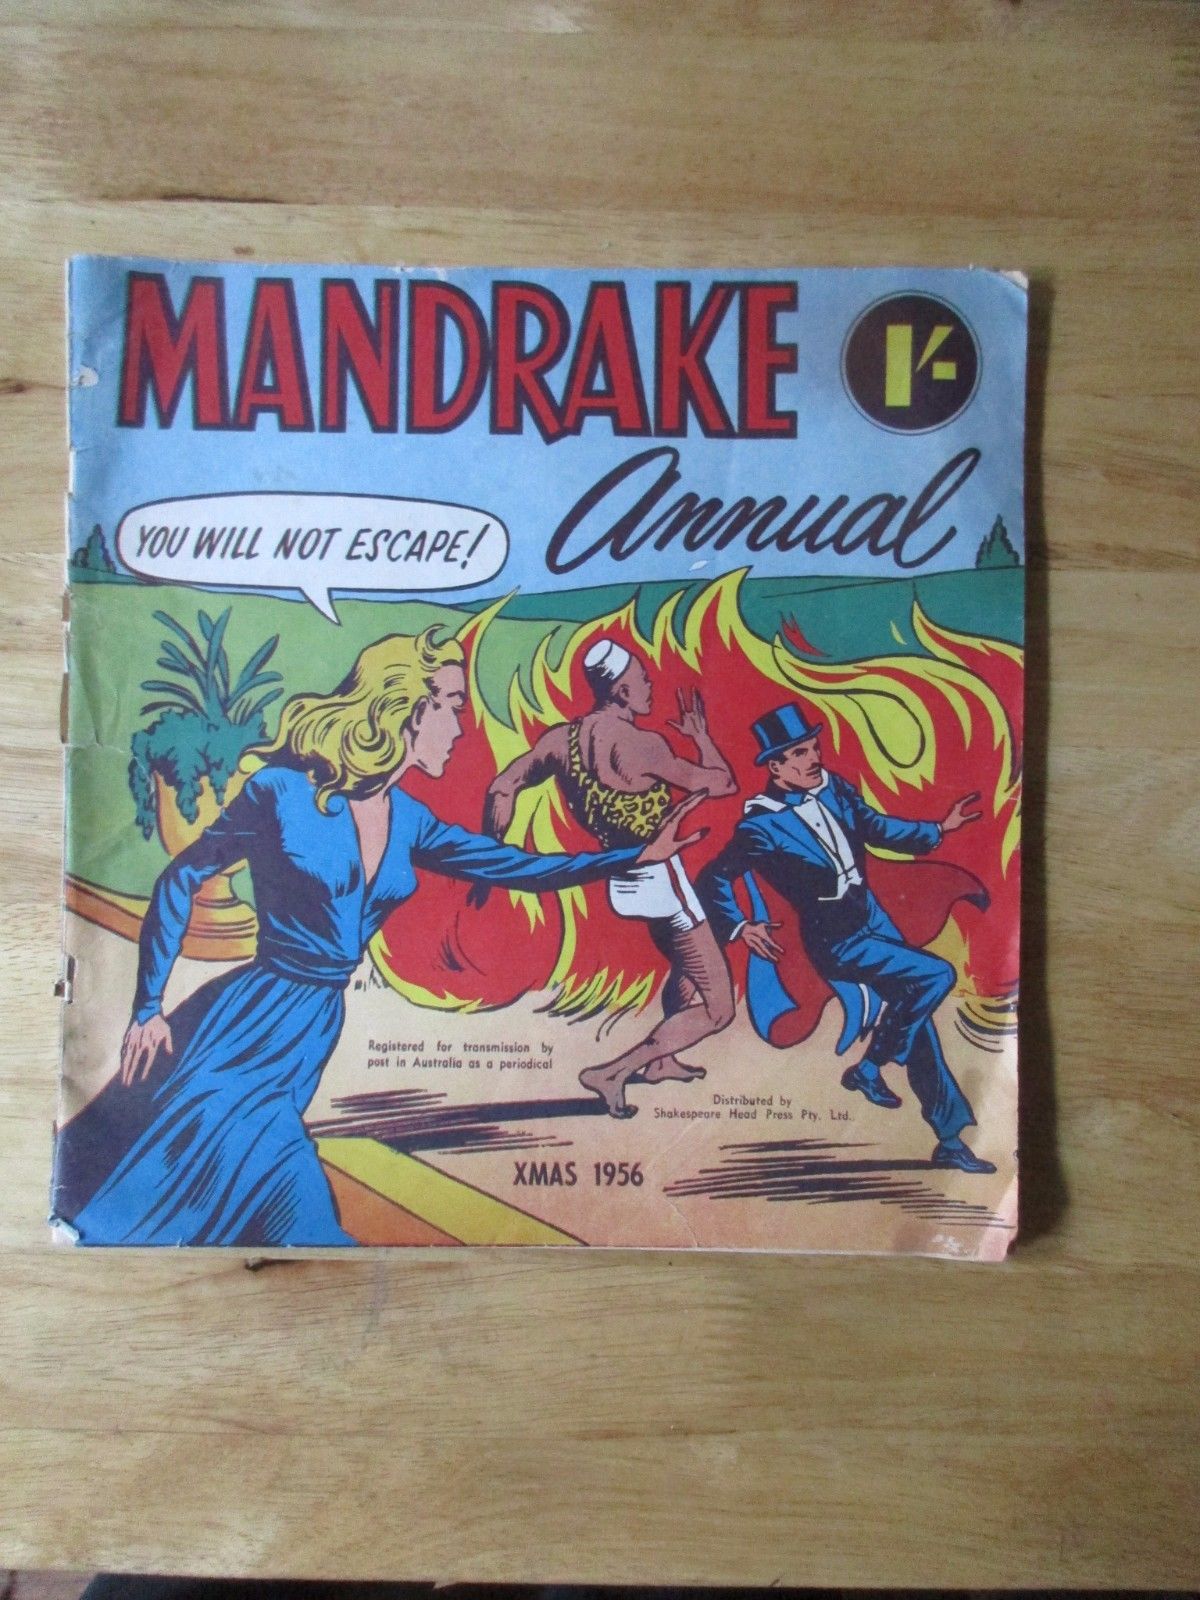 MANDRAKE
1/-
Annual
YOU WILL NOT ESCAPE!
Registered for transmission by
post in Australia as a periodical
Distributed by
Shakespeare Head Press Pty. Ltd.
XMAS 1956